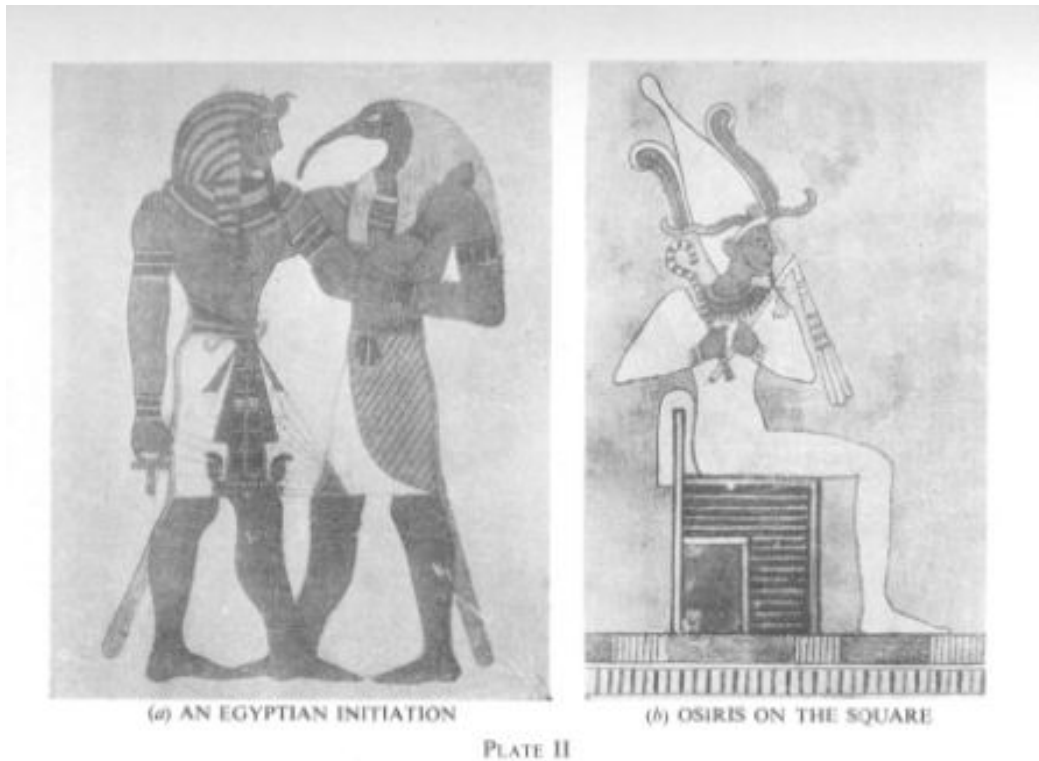 (a) AN EGYPTIAN INITIATION
(b) OSIRIS ON THE SQUARE
PLATE II